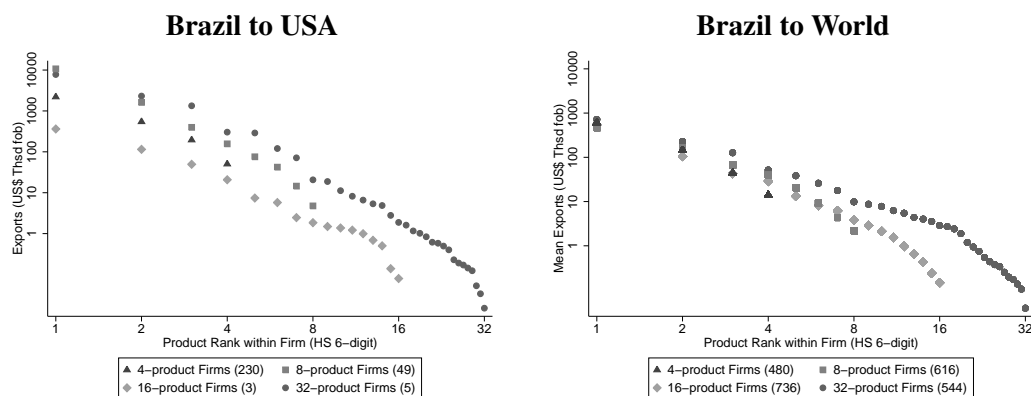 Brazil to USA
Exports (US$ Thsd fob)
10000
1000
100
10
1
1 2 4 8 16 32
Product Rank within Firm (HS 6−digit)
4−product Firms (230) 8−product Firms (49)
16−product Firms (3) 32−product Firms (5)
Brazil to World
Mean Exports (US$ Thsd fob)
10000
1000
100
10
1
1 2 4 8 16 32
Product Rank within Firm (HS 6−digit)
4−product Firms (480) 8−product Firms (616)
16−product Firms (736) 32−product Firms (544)